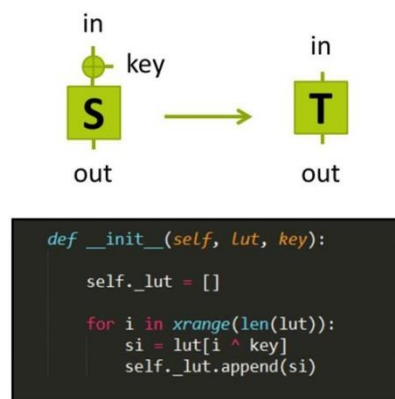 in
key
S
out
in
T
out
def __init__(self, lut, key):
self._lut = []
for i in xrange(len(lut)):
si = lut[i ^ key]
self._lut.append(si)